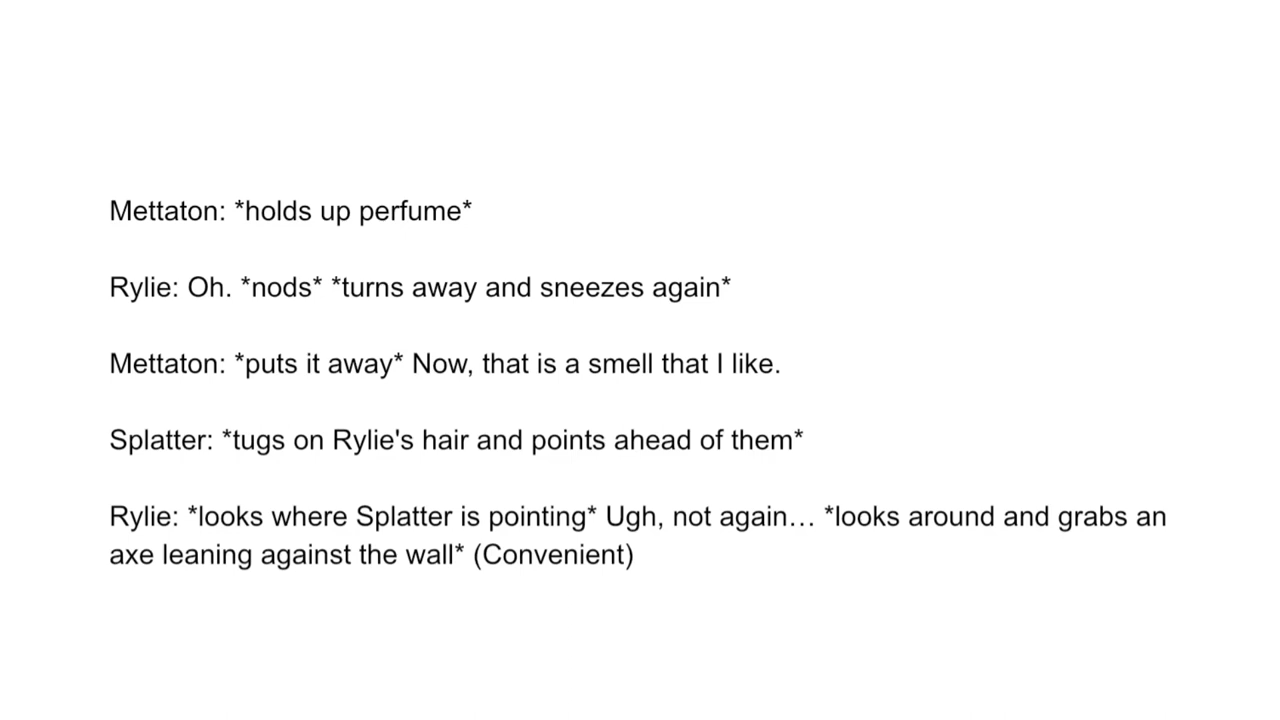 Mettaton: *holds up perfume*
Rylie: Oh. *nods* *turns away and sneezes again*
Mettaton: *puts it away* Now, that is a smell that I like.
Splatter: *tugs on Rylie's hair and points ahead of them*
Rylie: *looks where Splatter is pointing* Ugh, not again… *looks around and grabs an
axe leaning against the wall* (Convenient)